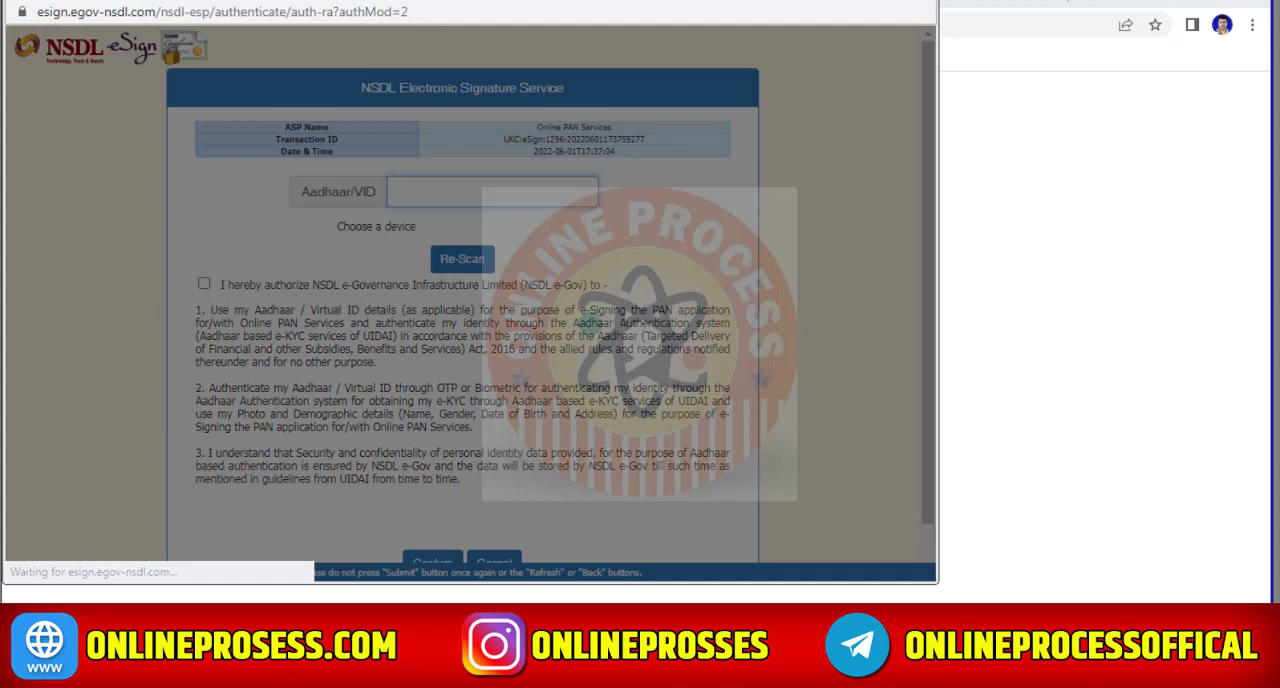 esign.egov-nsdl.com/nsdl-esp/authenticate/auth-ra?authMod=2
NSDL eSign
Technology, Trust & Reach
NSDL Electronic Signature Service
ASP Name Online PAN Services
Transaction ID UKC:eSign:1296:20220601173759277
Date & Time 2022-06-01T17:37:04
Aadhaar/VID
Choose a device
Re-Scan
I hereby authorize NSDL e-Governance Infrastructure Limited (NSDL e-Gov) to -
1. Use my Aadhaar / Virtual ID details (as applicable) for the purpose of e-Signing the PAN application
for/with Online PAN Services and authenticate my identity through the Aadhaar Authentication system
(Aadhaar based e-KYC services of UIDAI) in accordance with the provisions of the Aadhaar (Targeted Delivery
of Financial and other Subsidies, Benefits and Services) Act, 2016 and the allied rules and regulations notified
thereunder and for no other purpose.
2. Authenticate my Aadhaar / Virtual ID through OTP or Biometric for authenticating my identity through the
Aadhaar Authentication system for obtaining my e-KYC through Aadhaar based e-KYC services of UIDAI and
use my Photo and Demographic details (Name, Gender, Date of Birth and Address) for the purpose of e-
Signing the PAN application for/with Online PAN Services.
3. I understand that Security and confidentiality of personal identity data provided, for the purpose of Aadhaar
based authentication is ensured by NSDL e-Gov and the data will be stored by NSDL e-Gov till such time as
mentioned in guidelines from UIDAI from time to time.
ONLINE PROCESS
Waiting for esign.egov-nsdl.com...
do not press "Submit" button once again or the "Refresh" or "Back" buttons.
www
ONLINEPROSESS.COM
ONLINEPROSSES
ONLINEPROCESSOFFICAL